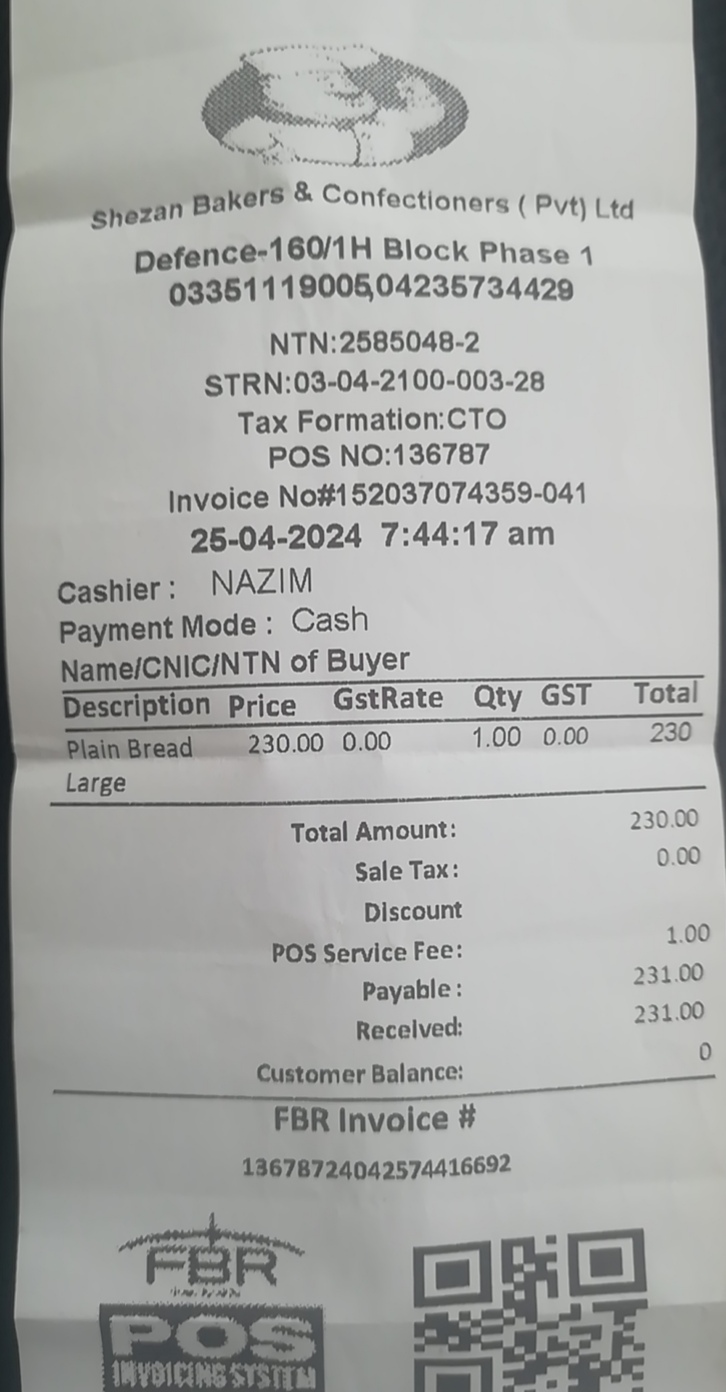 Shezan Bakers & Confectioners ( Pvt) Ltd
Defence-160/1H Block Phase 1
03351119005,04235734429
NTN:2585048-2
STRN:03-04-2100-003-28
Tax Formation:CTO
POS NO:136787
Invoice No#152037074359-041
25-04-2024 7:44:17 am
Cashier : NAZIM
Payment Mode : Cash
Name/CNIC/NTN of Buyer
Description Price GstRate Qty GST Total
Plain Bread 230.00 0.00 1.00 0.00 230
Large
Total Amount: 230.00
Sale Tax: 0.00
Discount
POS Service Fee: 1.00
Payable : 231.00
Received: 231.00
Customer Balance: 0
FBR Invoice #
13678724042574416692
FBR
POS
INVOICING SYSTEM